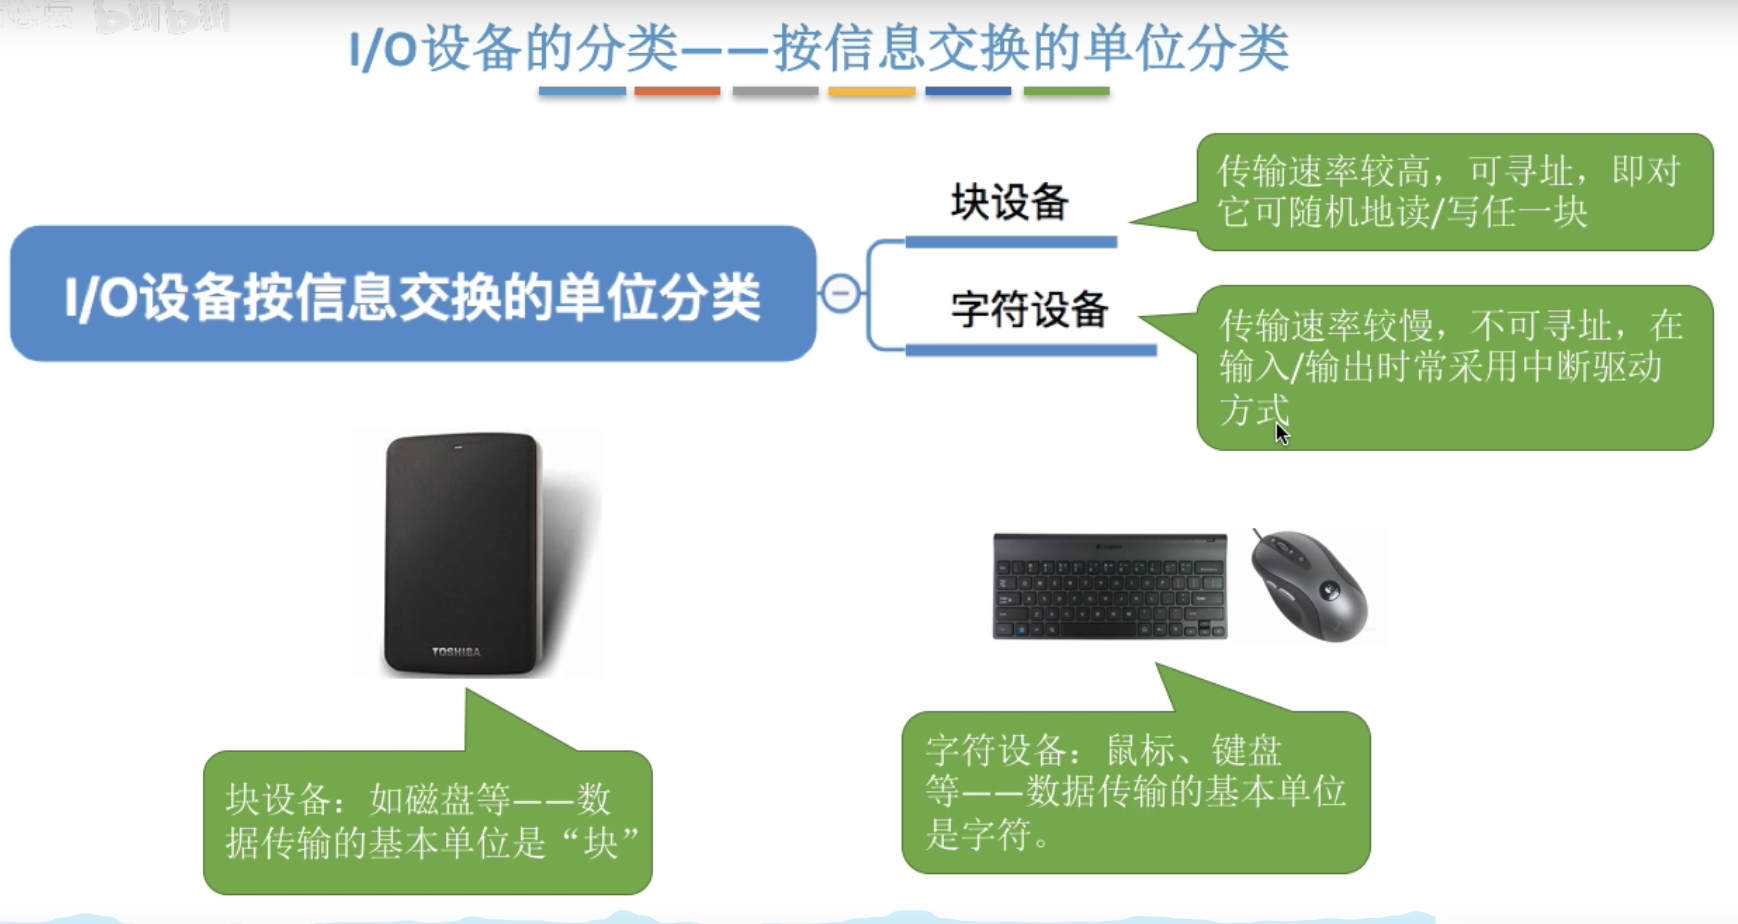 bilibili
I/O设备的分类——按信息交换的单位分类
块设备
传输速率较高，可寻址，即对
它可随机地读/写任一块
I/O设备按信息交换的单位分类
字符设备
传输速率较慢，不可寻址，在
输入/输出时常采用中断驱动
方式
TOSHIBA
块设备：如磁盘等——数
据传输的基本单位是“块”
字符设备：鼠标、键盘
等——数据传输的基本单位
是字符。